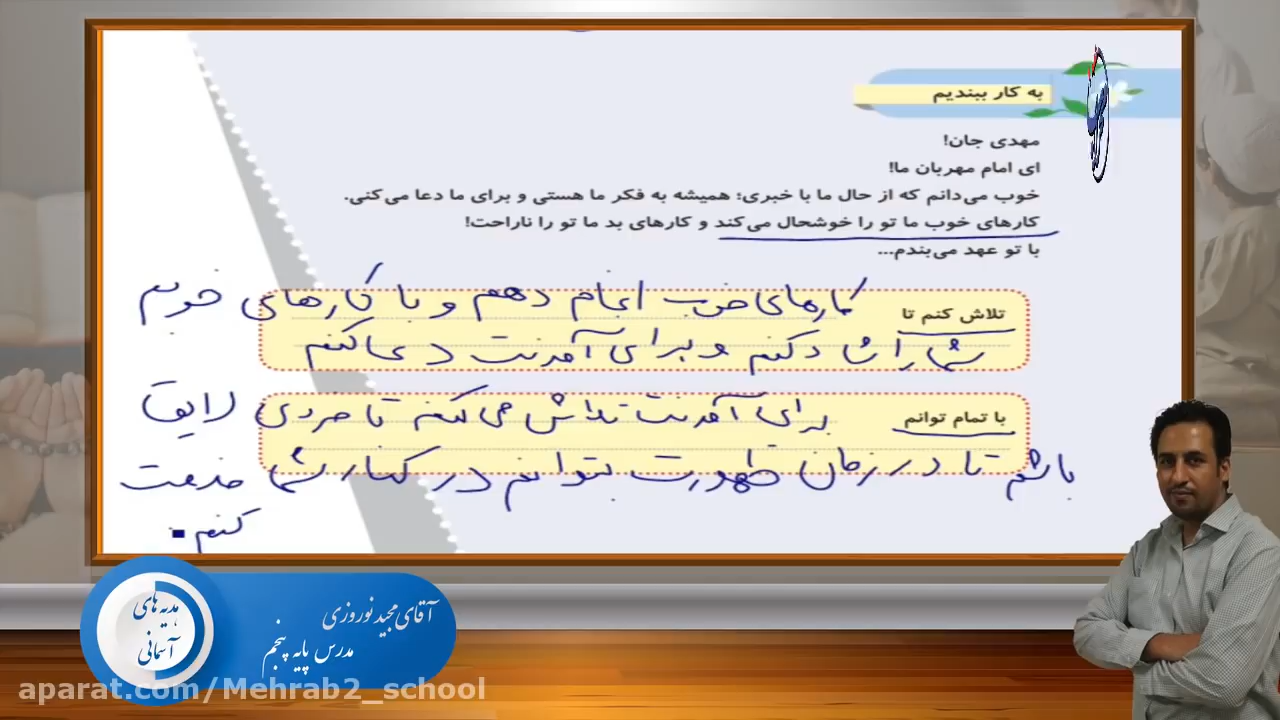 به کار ببندیم
مهدی جان!
ای امام مهربان ما!
خوب می‌دانم که از حال ما با خبری؛ همیشه به فکر ما هستی و برای ما دعا می‌کنی.
کارهای خوب ما تو را خوشحال می‌کند و کارهای بد ما تو را ناراحت!
با تو عهد می‌بندم...
تلاش کنم تا
کارهای خوب انجام دهم و با کارهای خوبم
شما را شاد کنم و برای آمدنت دعا کنم
با تمام توانم
برای آمدنت تلاش می کنم تا فردی لایق
باشم تا در زمان ظهورت بتوانم در کنار شما خدمت
کنم.
آقای مجید نوروزی
مدرس پایه پنجم
هدیه های
آسمانی
aparat.com/Mehrab2_school